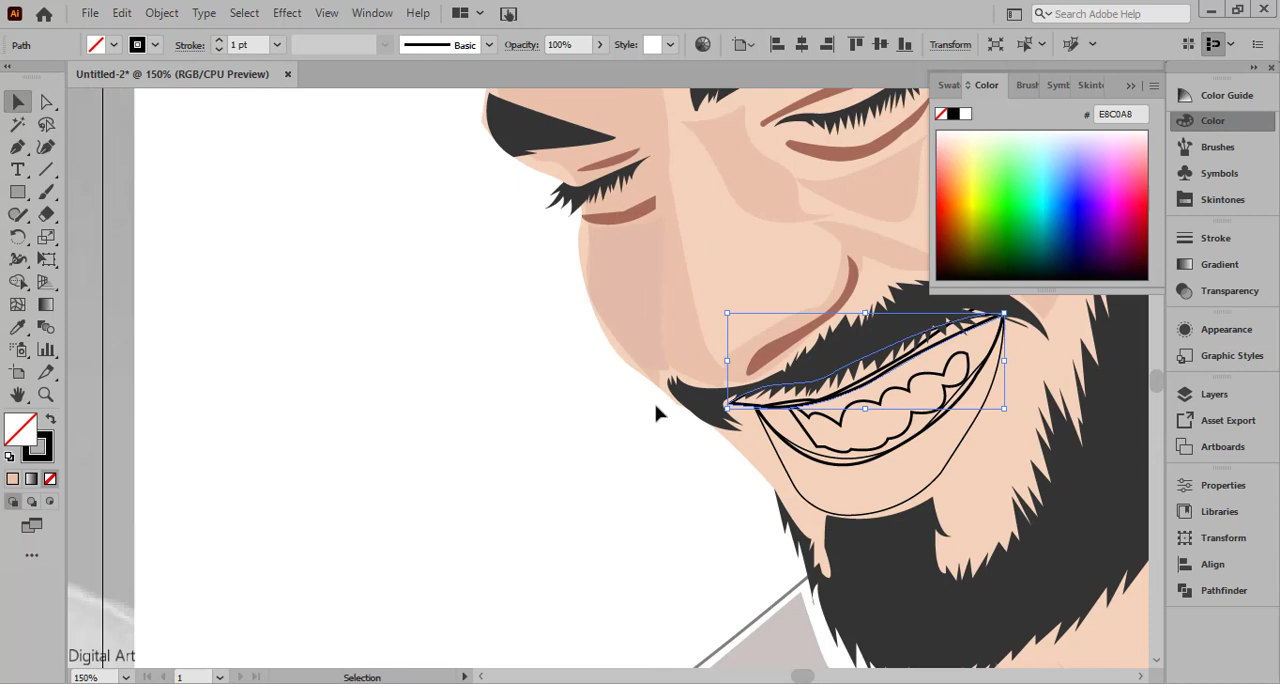 Ai File Edit Object Type Select Effect View Window Help Search Adobe Help
Path Stroke: 1 pt Basic Opacity: 100% Style: Transform
Untitled-2* @ 150% (RGB/CPU Preview)
Swat Color Brush Symb Skint
# E8C0A8
Color Guide
Color
Brushes
Symbols
Skintones
Stroke
Gradient
Transparency
Appearance
Graphic Styles
Layers
Asset Export
Artboards
Properties
Libraries
Transform
Align
Pathfinder
Digital Art
150% 1 Selection